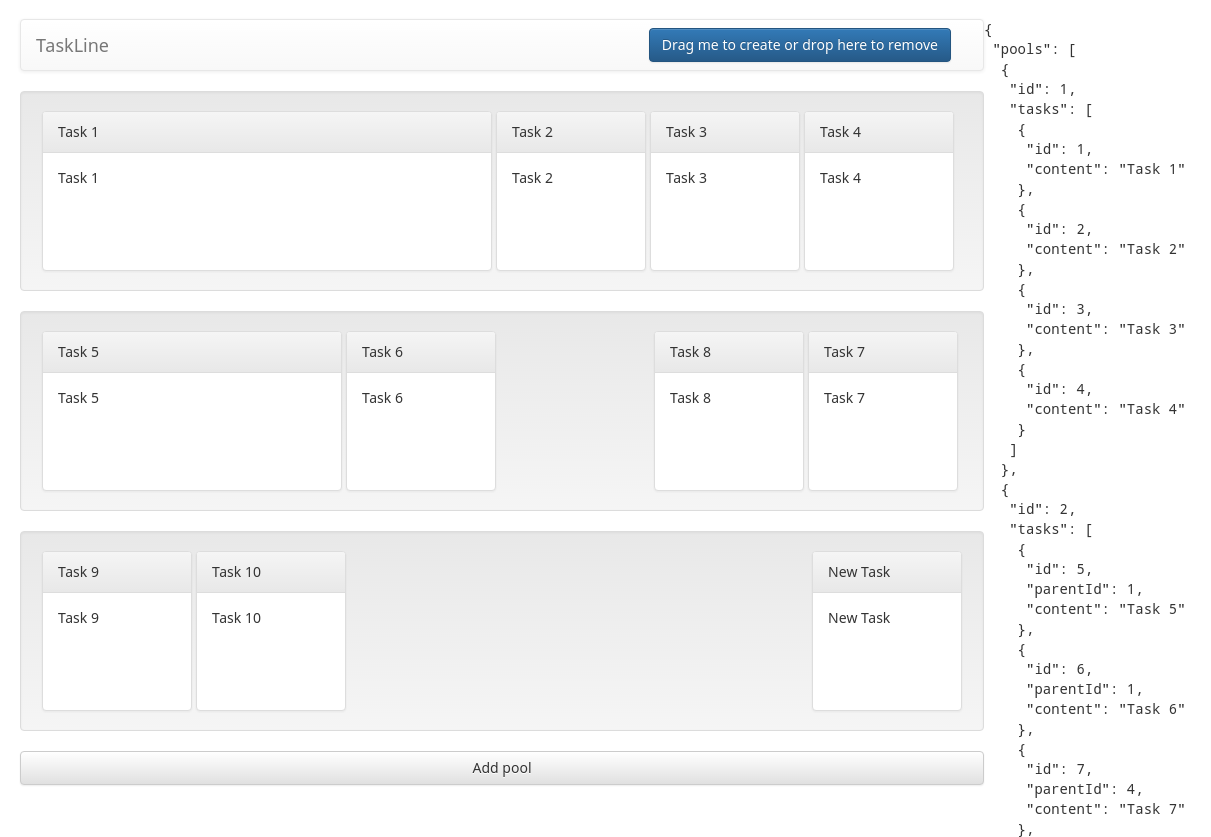 TaskLine
Drag me to create or drop here to remove
Task 1
Task 2
Task 3
Task 4
Task 1
Task 2
Task 3
Task 4
Task 5
Task 6
Task 8
Task 7
Task 5
Task 6
Task 8
Task 7
Task 9
Task 10
New Task
Task 9
Task 10
New Task
Add pool
{
"pools": [
{
"id": 1,
"tasks": [
{
"id": 1,
"content": "Task 1"
},
{
"id": 2,
"content": "Task 2"
},
{
"id": 3,
"content": "Task 3"
},
{
"id": 4,
"content": "Task 4"
}
]
},
{
"id": 2,
"tasks": [
{
"id": 5,
"parentId": 1,
"content": "Task 5"
},
{
"id": 6,
"parentId": 1,
"content": "Task 6"
},
{
"id": 7,
"parentId": 4,
"content": "Task 7"
},